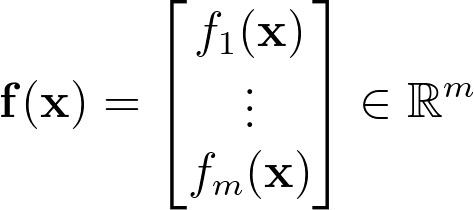 f(x) = [ f₁(x) ⋮ fₘ(x) ] ∈ ℝᵐ